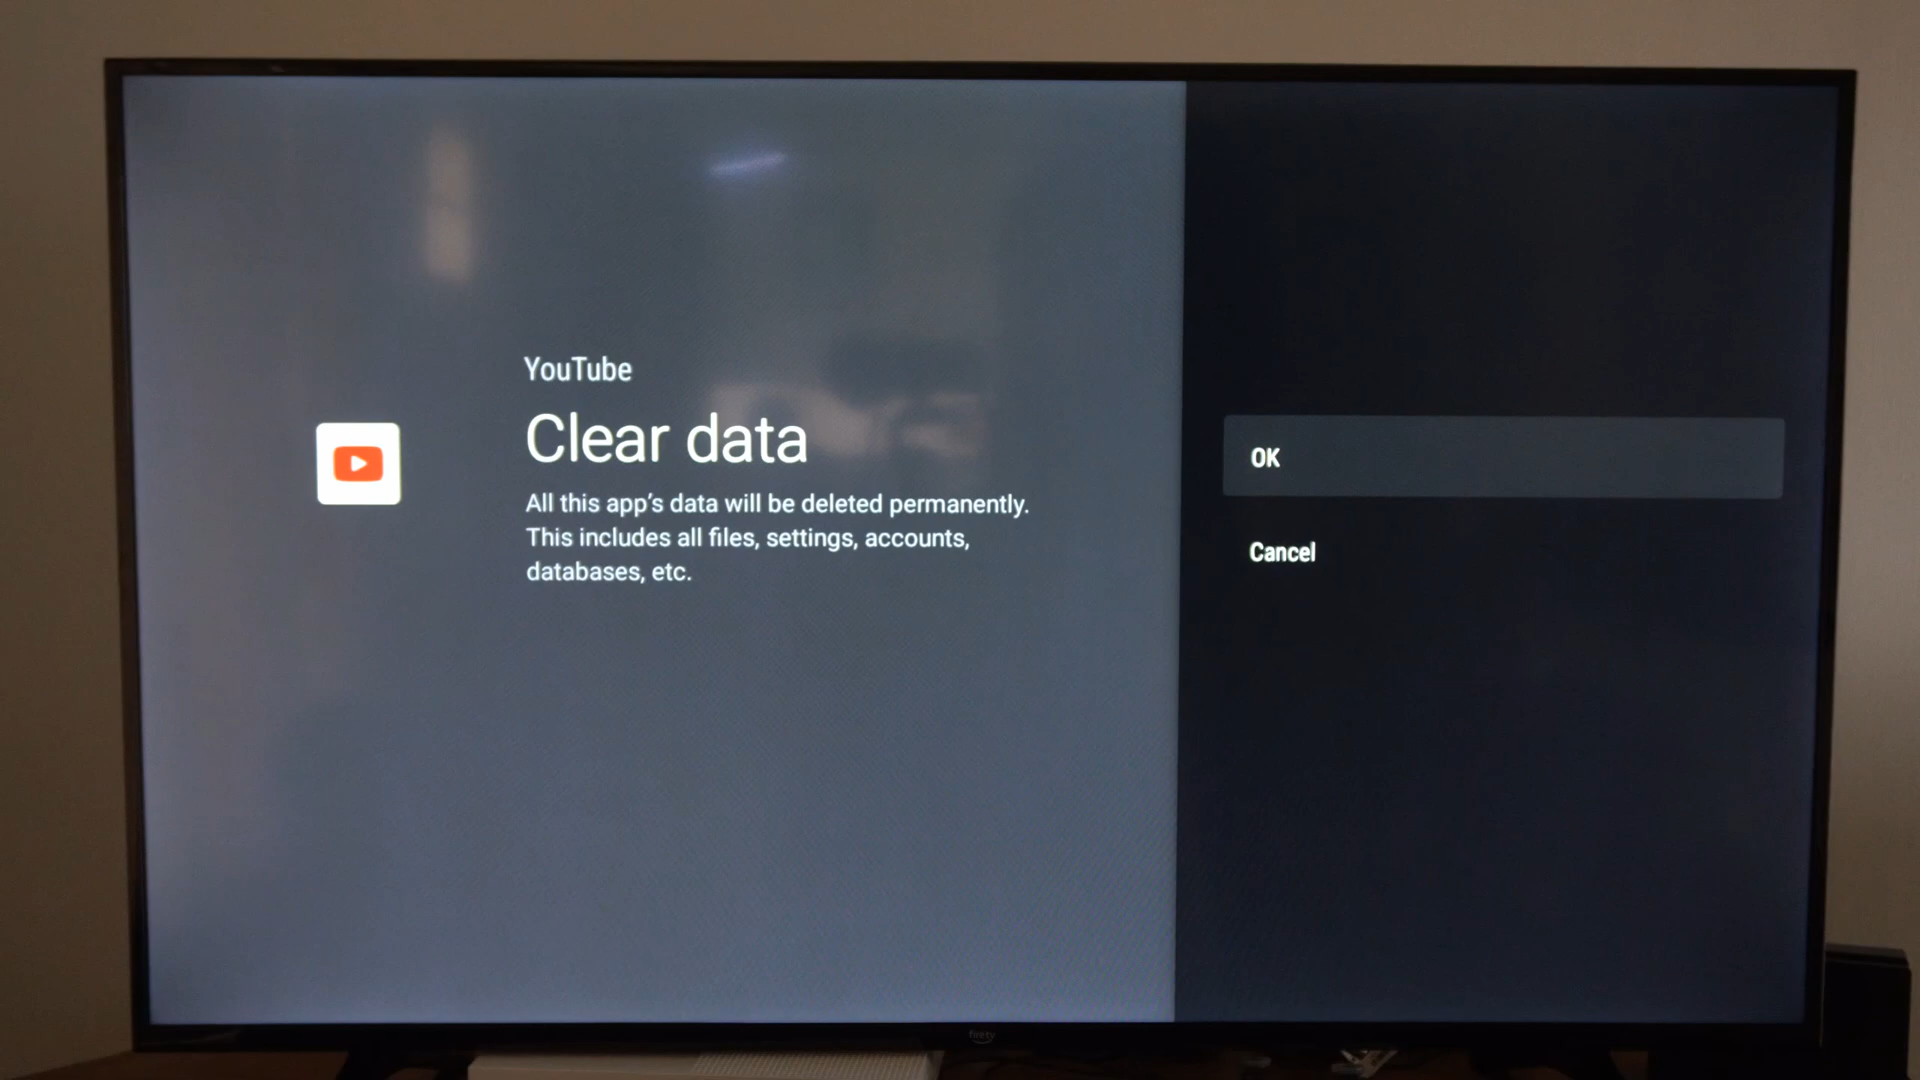 YouTube
Clear data
All this app’s data will be deleted permanently.
This includes all files, settings, accounts,
databases, etc.
OK
Cancel
firetv